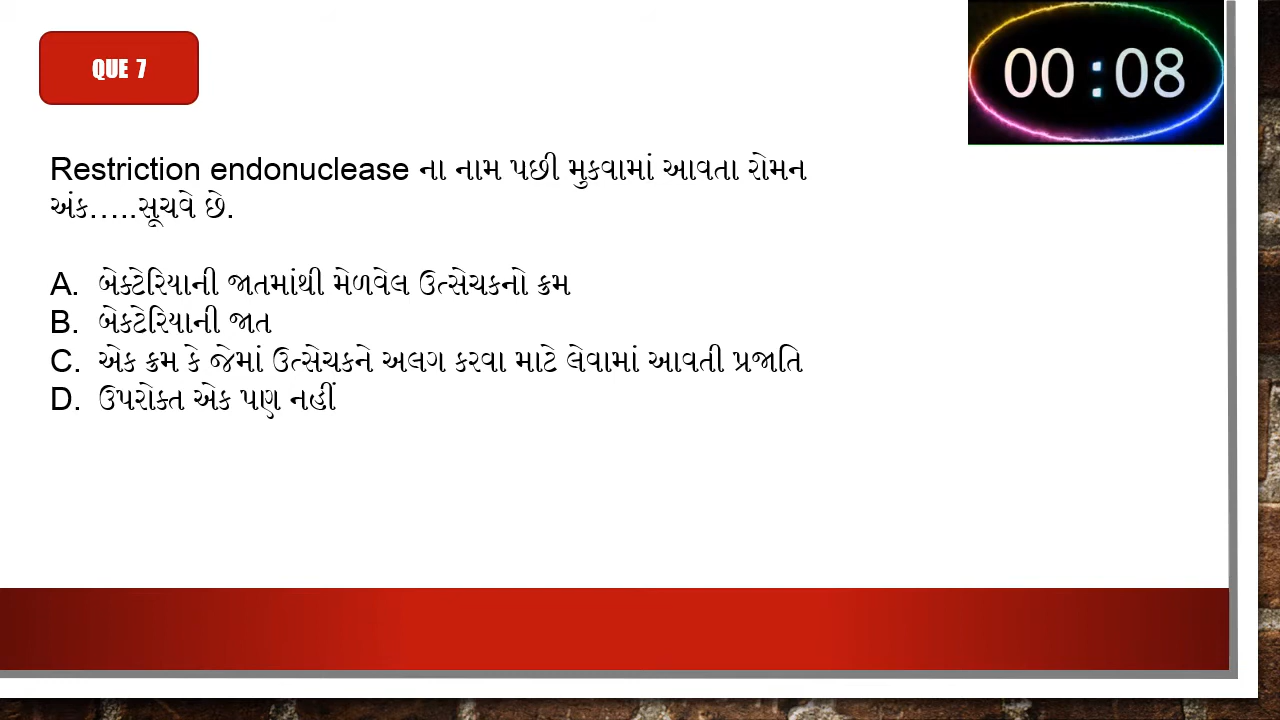 QUE 7
00:08
Restriction endonuclease ના નામ પછી મુકવામાં આવતા રોમન
અંક…..સૂચવે છે.
A. બેક્ટેરિયાની જાતમાંથી મેળવેલ ઉત્સેચકનો ક્રમ
B. બેકટેરિયાની જાત
C. એક ક્રમ કે જેમાં ઉત્સેચકને અલગ કરવા માટે લેવામાં આવતી પ્રજાતિ
D. ઉપરોક્ત એક પણ નહીં